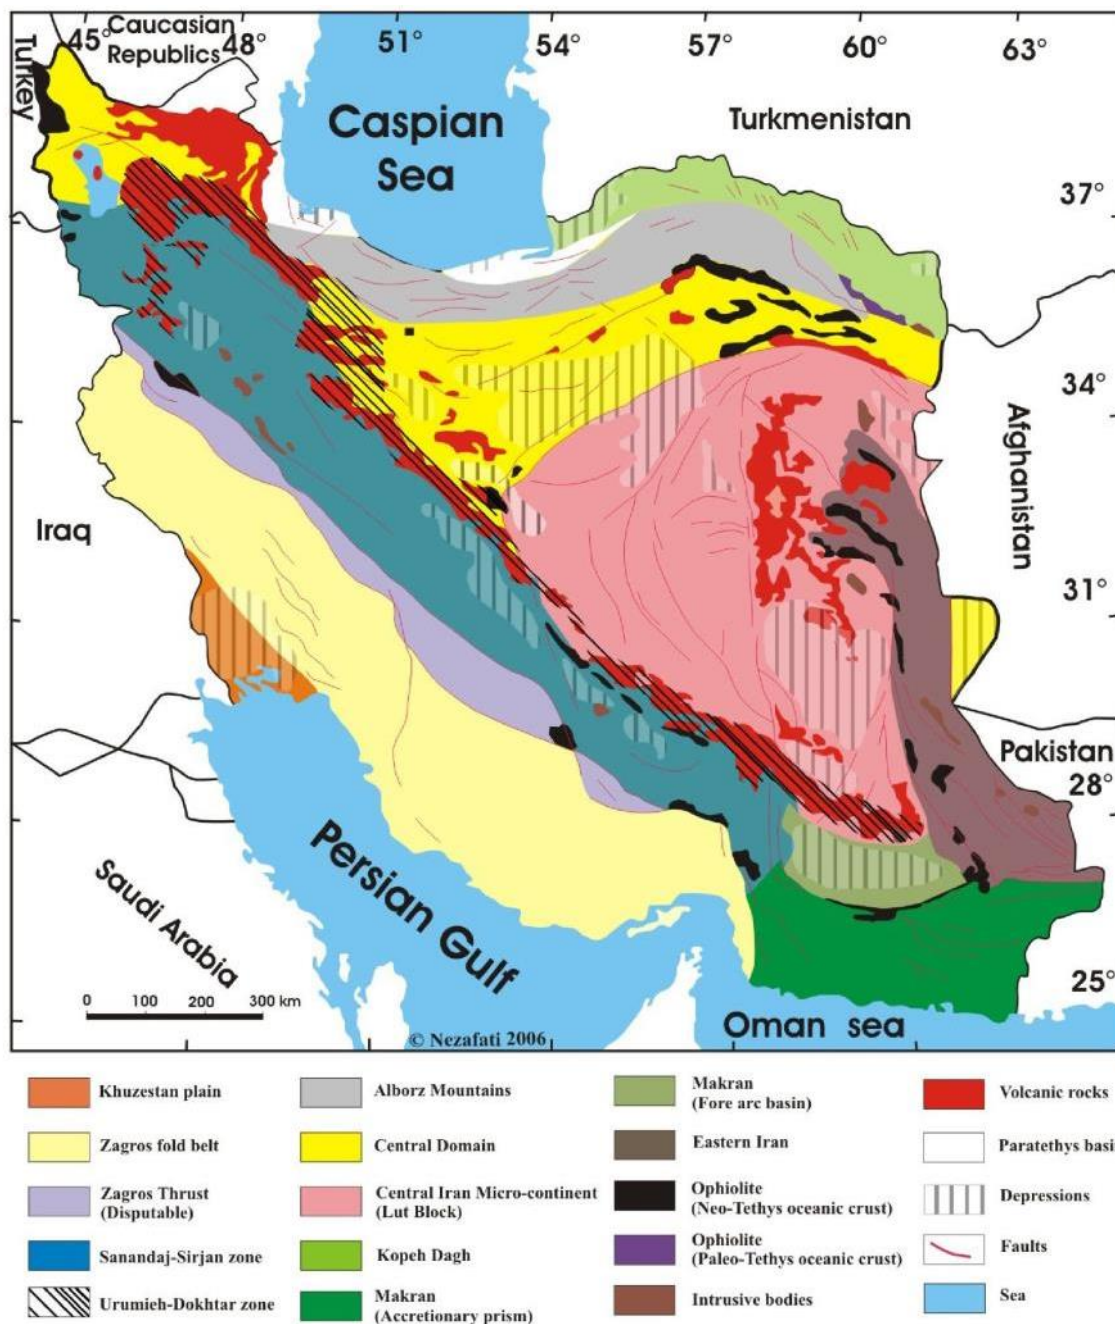 45°
48°
51°
54°
57°
60°
63°
Caucasian
Republics
Turkey
Caspian
Sea
Turkmenistan
37°
34°
Afghanistan
Iraq
31°
Pakistan
28°
Persian Gulf
Saudi Arabia
25°
0 100 200 300 km
Oman sea
© Nezafati 2006
Khuzestan plain
Zagros fold belt
Zagros Thrust
(Disputable)
Sanandaj-Sirjan zone
Urumieh-Dokhtar zone
Alborz Mountains
Central Domain
Central Iran Micro-continent
(Lut Block)
Kopeh Dagh
Makran
(Accretionary prism)
Makran
(Fore arc basin)
Eastern Iran
Ophiolite
(Neo-Tethys oceanic crust)
Ophiolite
(Paleo-Tethys oceanic crust)
Intrusive bodies
Volcanic rocks
Paratethys basi
Depressions
Faults
Sea